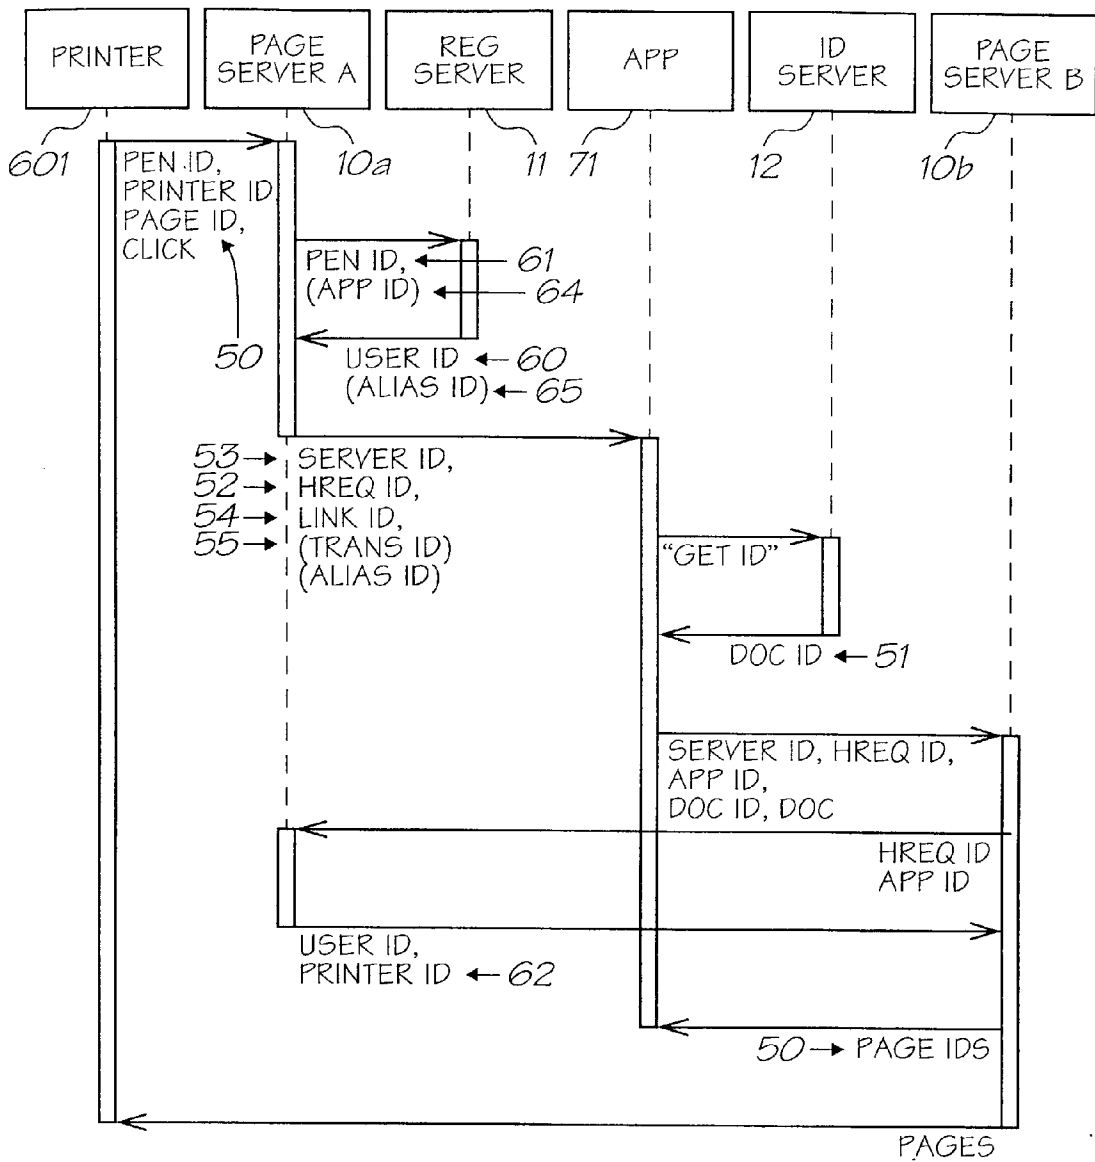 PRINTER
PAGE
SERVER A
REG
SERVER
APP
ID
SERVER
PAGE
SERVER B
601
10a
11
71
12
10b
PEN ID,
PRINTER ID
PAGE ID,
CLICK
50
PEN ID,
61
(APP ID)
64
USER ID
60
(ALIAS ID)
65
53
SERVER ID,
52
HREQ ID,
54
LINK ID,
55
(TRANS ID)
(ALIAS ID)
"GET ID"
DOC ID
51
SERVER ID, HREQ ID,
APP ID,
DOC ID, DOC
HREQ ID
APP ID
USER ID,
PRINTER ID
62
50
PAGE IDS
PAGES